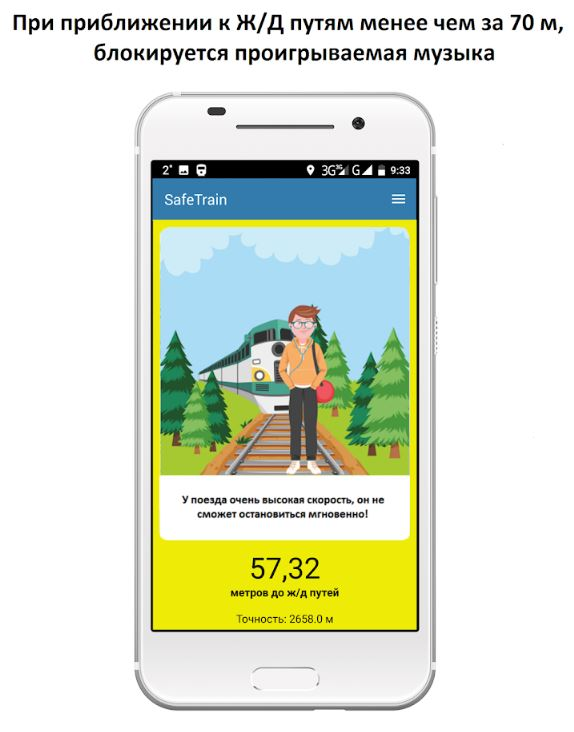 При приближении к Ж/Д путям менее чем за 70 м,
блокируется проигрываемая музыка
2° 3G 3G G 9:33
SafeTrain
У поезда очень высокая скорость, он не
сможет остановиться мгновенно!
57,32
метров до ж/д путей
Точность: 2658.0 м